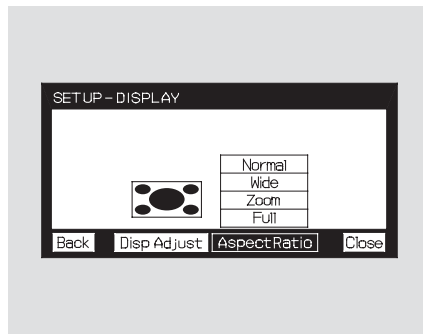 SETUP-DISPLAY
Normal
Wide
Zoom
Full
Back Disp Adjust AspectRatio Close